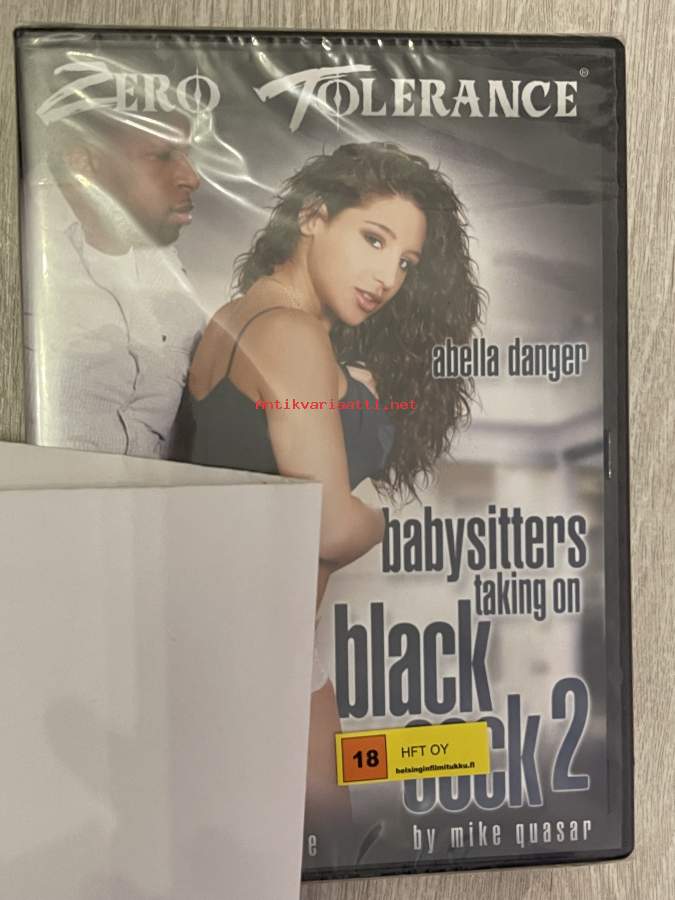 ZERO TOLERANCE®
abella danger
Antikvariaatti.net
babysitters
taking on
black
cock 2
18 HFT OY
helsinginfilmitukku.fi
by mike quasar